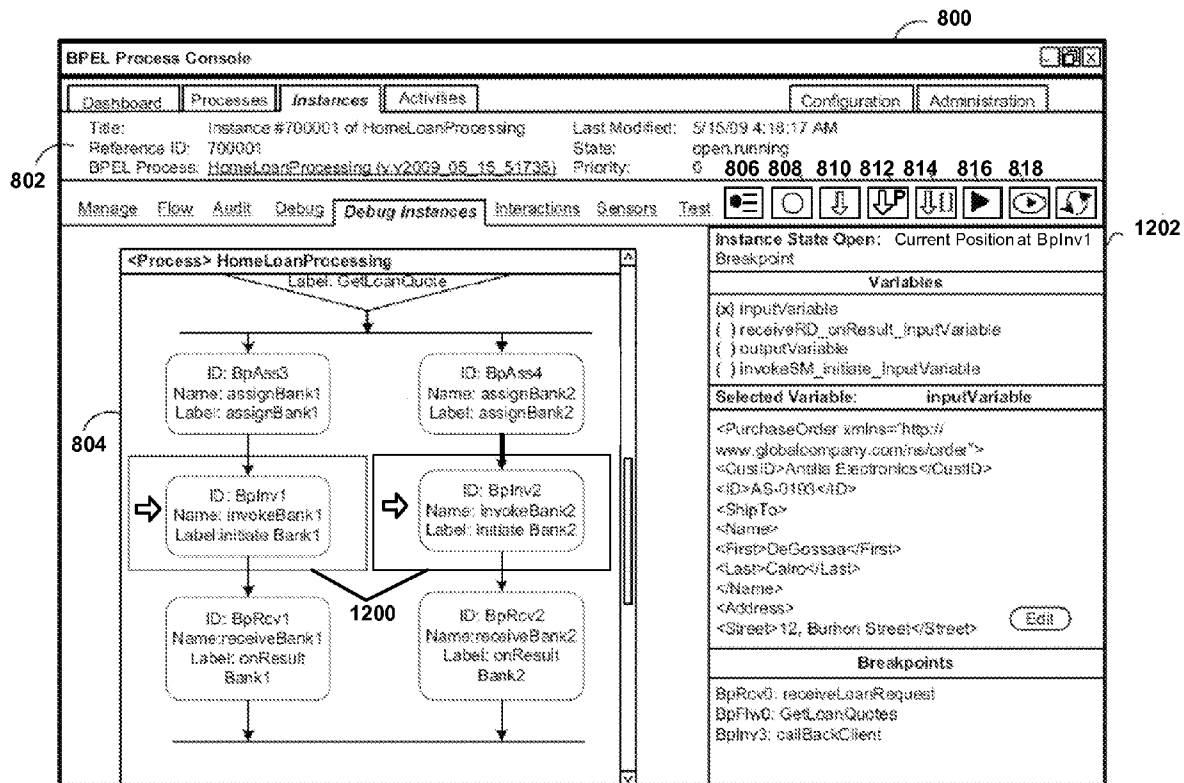 800
BPEL Process Console
Dashboard Processes Instances Activities Configuration Administration
Title: Instance #700001 of HomeLoanProcessing Last Modified: 5/15/09 4:18:17 AM
Reference ID: 700001 State: open.running
802
BPEL Process: HomeLoanProcessing (v.v2009_05_15_51735) Priority: 0
806 808 810 812 814 816 818
Manage Flow Audit Debug Debug Instances Interactions Sensors Test
P
1202
Instance State Open: Current Position at BpInv1
Breakpoint
<Process> HomeLoanProcessing
Label: GetLoanQuote
Variables
(x) inputVariable
( ) receiveRD_onResult_InputVariable
( ) outputVariable
( ) invokeSM_initiate_InputVariable
Selected Variable: inputVariable
<PurchaseOrder xmlns="http://
www.globalcompany.com/ns/order">
<CustID>Antilia Electronics</CustID>
<ID>AS-0193</ID>
<ShipTo>
<Name>
<First>DeGossaa</First>
<Last>Cairo</Last>
</Name>
<Address>
<Street>12, Burhon Street</Street>
Edit
Breakpoints
BpRcv0: receiveLoanRequest
BpFlw0: GetLoanQuotes
BpInv3: callBackClient
804
ID: BpAss3
Name: assignBank1
Label: assignBank1
ID: BpAss4
Name: assignBank2
Label: assignBank2
ID: BpInv1
Name: invokeBank1
Label:initiate Bank1
ID: BpInv2
Name: invokeBank2
Label: initiate Bank2
1200
ID: BpRcv1
Name:receiveBank1
Label: onResult
Bank1
ID: BpRcv2
Name:receiveBank2
Label: onResult
Bank2